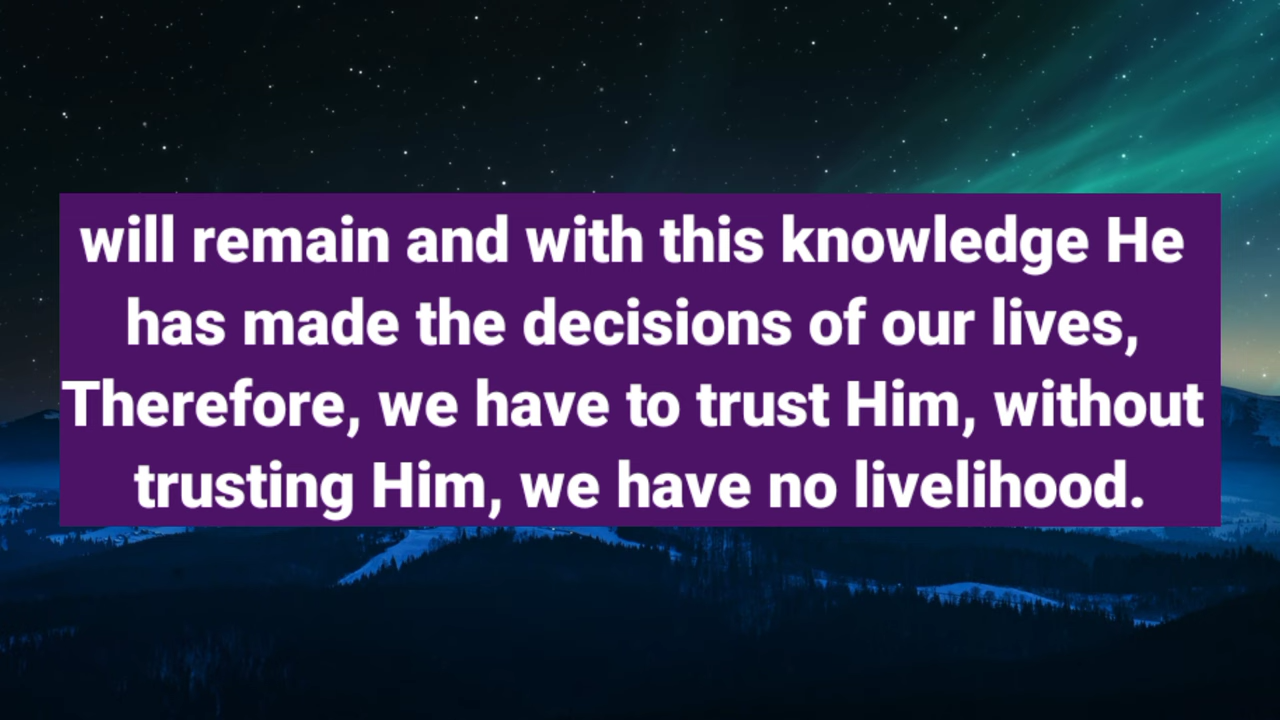 will remain and with this knowledge He
has made the decisions of our lives,
Therefore, we have to trust Him, without
trusting Him, we have no livelihood.